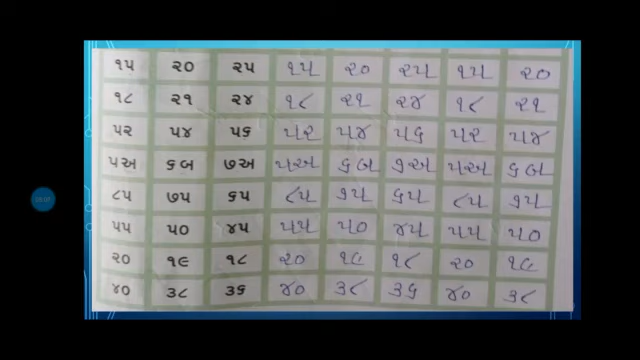 ૧૫ ૨૦ ૨૫ ૧૫ ૨૦ ૨૫ ૧૫ ૨૦
૧૮ ૨૧ ૨૪ ૧૮ ૨૧ ૨૪ ૧૮ ૨૧
૫૨ ૫૪ ૫૬ ૫૨ ૫૪ ૫૬ ૫૨ ૫૪
૫અ ૬બ ૭અ ૫અ ૬બ ૭અ ૫અ ૬બ
૮૫ ૭૫ ૬૫ ૮૫ ૭૫ ૬૫ ૮૫ ૭૫
૫૫ ૫૦ ૪૫ ૫૫ ૫૦ ૪૫ ૫૫ ૫૦
૨૦ ૧૯ ૧૮ ૨૦ ૧૯ ૧૮ ૨૦ ૧૯
૪૦ ૩૮ ૩૬ ૪૦ ૩૮ ૩૬ ૪૦ ૩૮